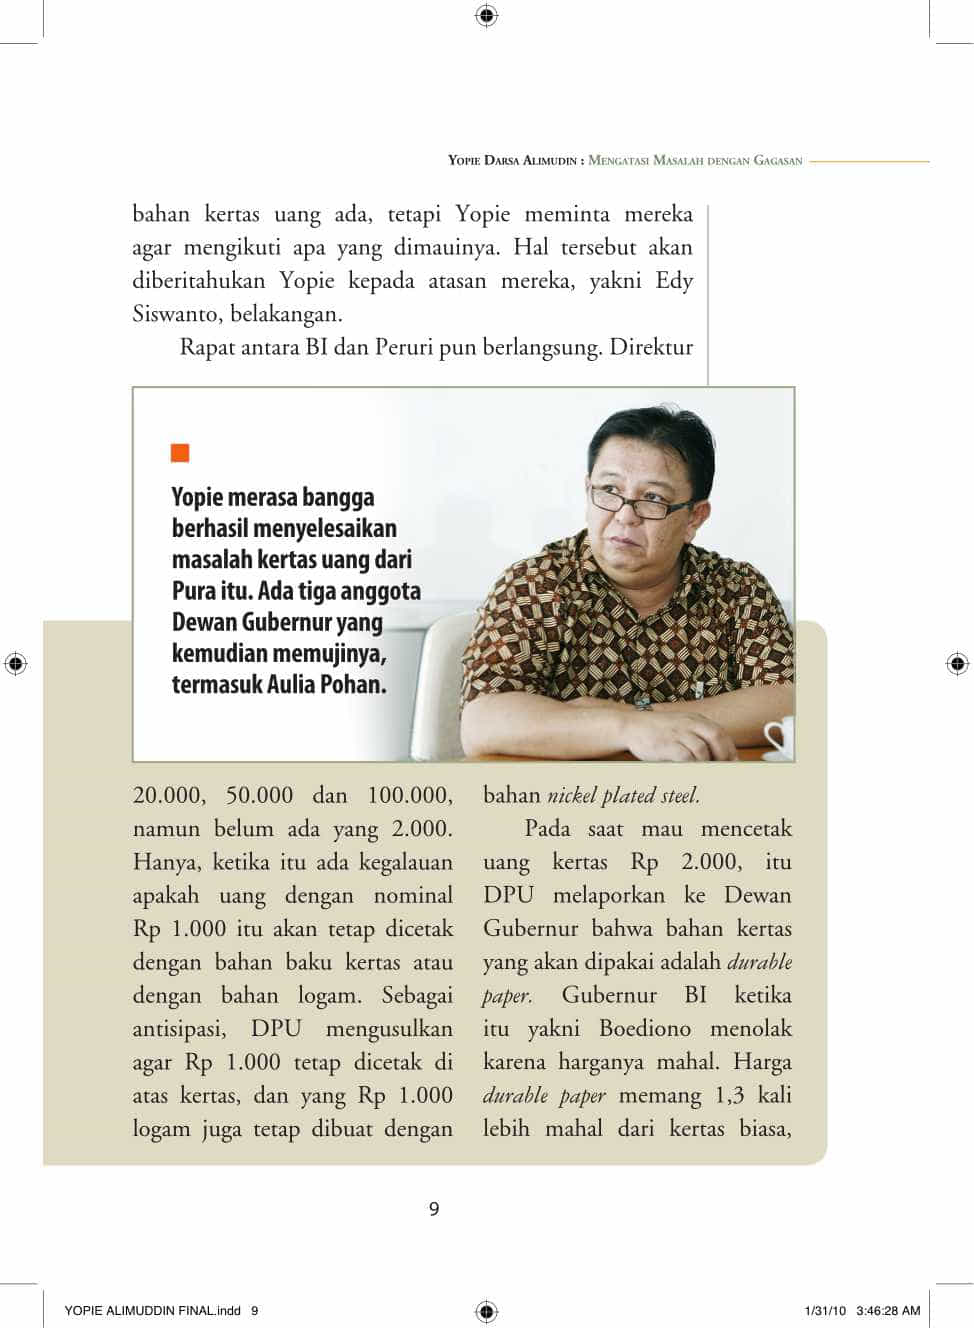 Yopie Darsa Alimudin : Mengatasi Masalah dengan Gagasan
bahan kertas uang ada, tetapi Yopie meminta mereka
agar mengikuti apa yang dimauinya. Hal tersebut akan
diberitahukan Yopie kepada atasan mereka, yakni Edy
Siswanto, belakangan.
Rapat antara BI dan Peruri pun berlangsung. Direktur
Yopie merasa bangga
berhasil menyelesaikan
masalah kertas uang dari
Pura itu. Ada tiga anggota
Dewan Gubernur yang
kemudian memujinya,
termasuk Aulia Pohan.
20.000, 50.000 dan 100.000,
namun belum ada yang 2.000.
Hanya, ketika itu ada kegalauan
apakah uang dengan nominal
Rp 1.000 itu akan tetap dicetak
dengan bahan baku kertas atau
dengan bahan logam. Sebagai
antisipasi, DPU mengusulkan
agar Rp 1.000 tetap dicetak di
atas kertas, dan yang Rp 1.000
logam juga tetap dibuat dengan
bahan nickel plated steel.
Pada saat mau mencetak
uang kertas Rp 2.000, itu
DPU melaporkan ke Dewan
Gubernur bahwa bahan kertas
yang akan dipakai adalah durable
paper. Gubernur BI ketika
itu yakni Boediono menolak
karena harganya mahal. Harga
durable paper memang 1,3 kali
lebih mahal dari kertas biasa,
9
YOPIE ALIMUDDIN FINAL.indd 9
1/31/10 3:46:28 AM